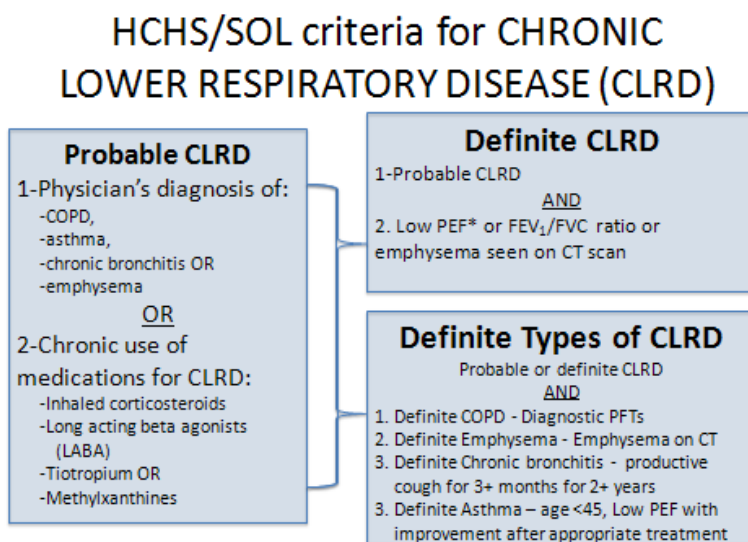 HCHS/SOL criteria for CHRONIC
LOWER RESPIRATORY DISEASE (CLRD)
Probable CLRD
1-Physician's diagnosis of:
-COPD,
-asthma,
-chronic bronchitis OR
-emphysema
OR
2-Chronic use of
medications for CLRD:
-Inhaled corticosteroids
-Long acting beta agonists
(LABA)
-Tiotropium OR
-Methylxanthines
Definite CLRD
1-Probable CLRD
AND
2. Low PEF* or FEV₁/FVC ratio or
emphysema seen on CT scan
Definite Types of CLRD
Probable or definite CLRD
AND
1. Definite COPD - Diagnostic PFTs
2. Definite Emphysema - Emphysema on CT
3. Definite Chronic bronchitis - productive
cough for 3+ months for 2+ years
3. Definite Asthma – age <45, Low PEF with
improvement after appropriate treatment